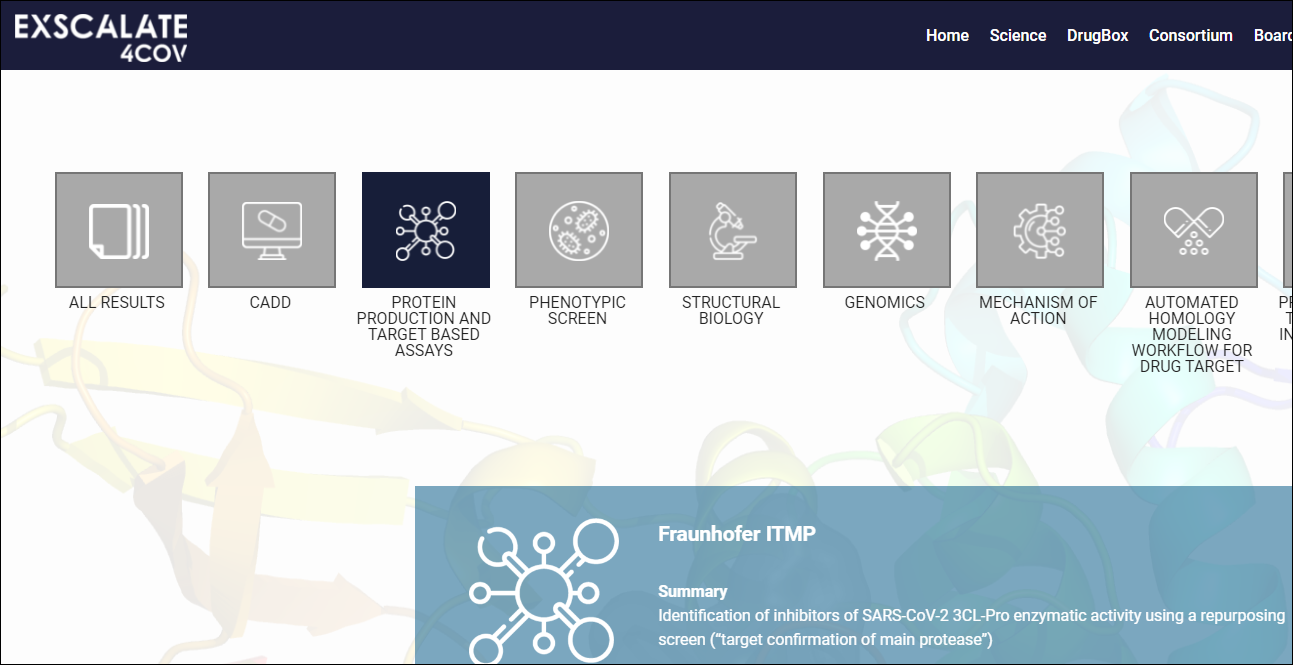 EXSCALATE
4COV
Home Science DrugBox Consortium
ALL RESULTS
CADD
PROTEIN
PRODUCTION AND
TARGET BASED
ASSAYS
PHENOTYPIC
SCREEN
STRUCTURAL
BIOLOGY
GENOMICS
MECHANISM OF
ACTION
AUTOMATED
HOMOLOGY
MODELING
WORKFLOW FOR
DRUG TARGET
Fraunhofer ITMP
Summary
Identification of inhibitors of SARS-CoV-2 3CL-Pro enzymatic activity using a repurposing
screen (“target confirmation of main protease”)